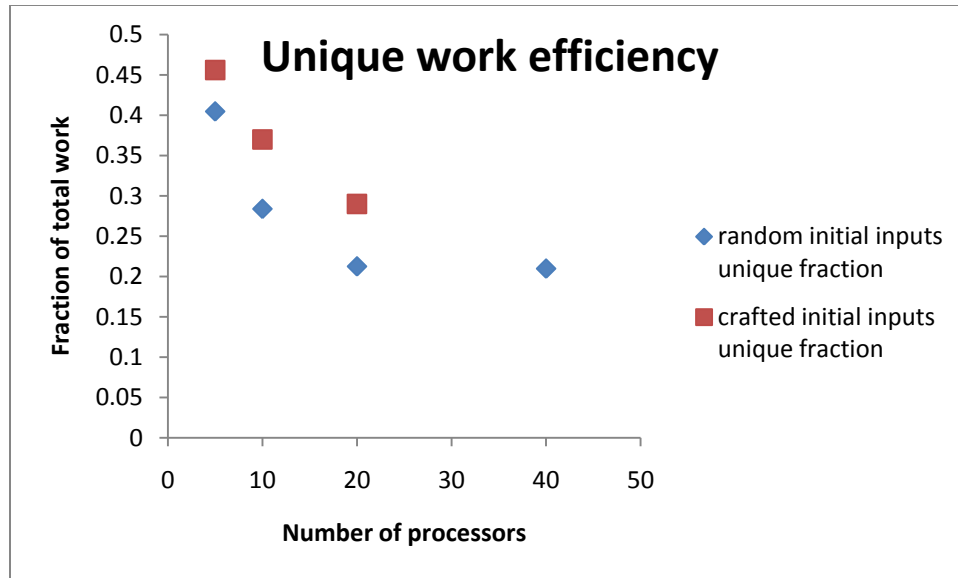 Unique work efficiency
0.5
0.45
0.4
0.35
0.3
0.25
0.2
0.15
0.1
0.05
0
Fraction of total work
0 10 20 30 40 50
Number of processors
random initial inputs
unique fraction
crafted initial inputs
unique fraction